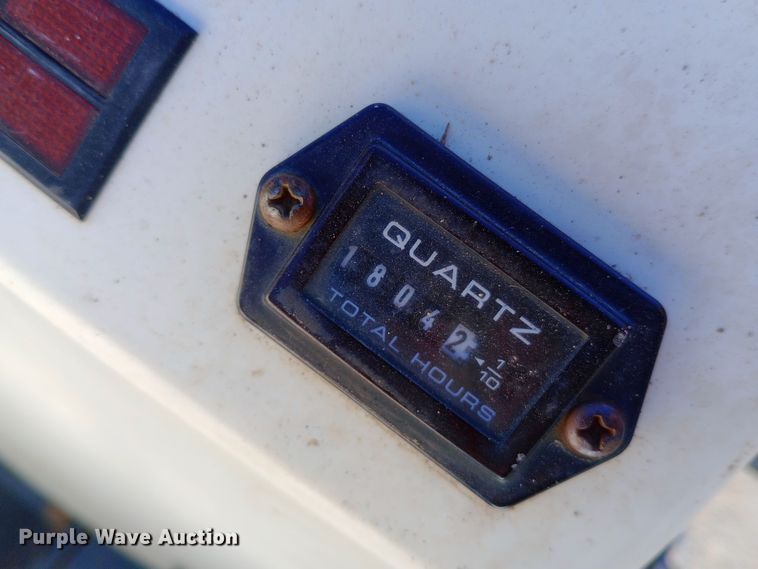 QUARTZ
18042 1/10
TOTAL HOURS
Purple Wave Auction